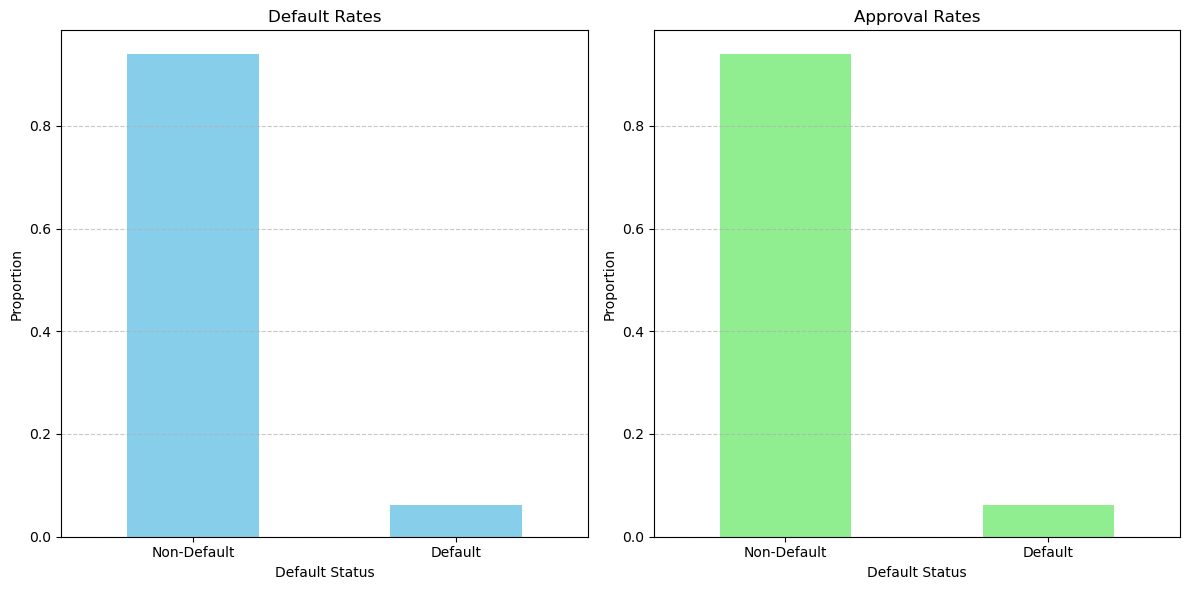 Default Rates
Proportion
0.8
0.6
0.4
0.2
0.0
Non-Default
Default
Default Status
Approval Rates
Proportion
0.8
0.6
0.4
0.2
0.0
Non-Default
Default
Default Status